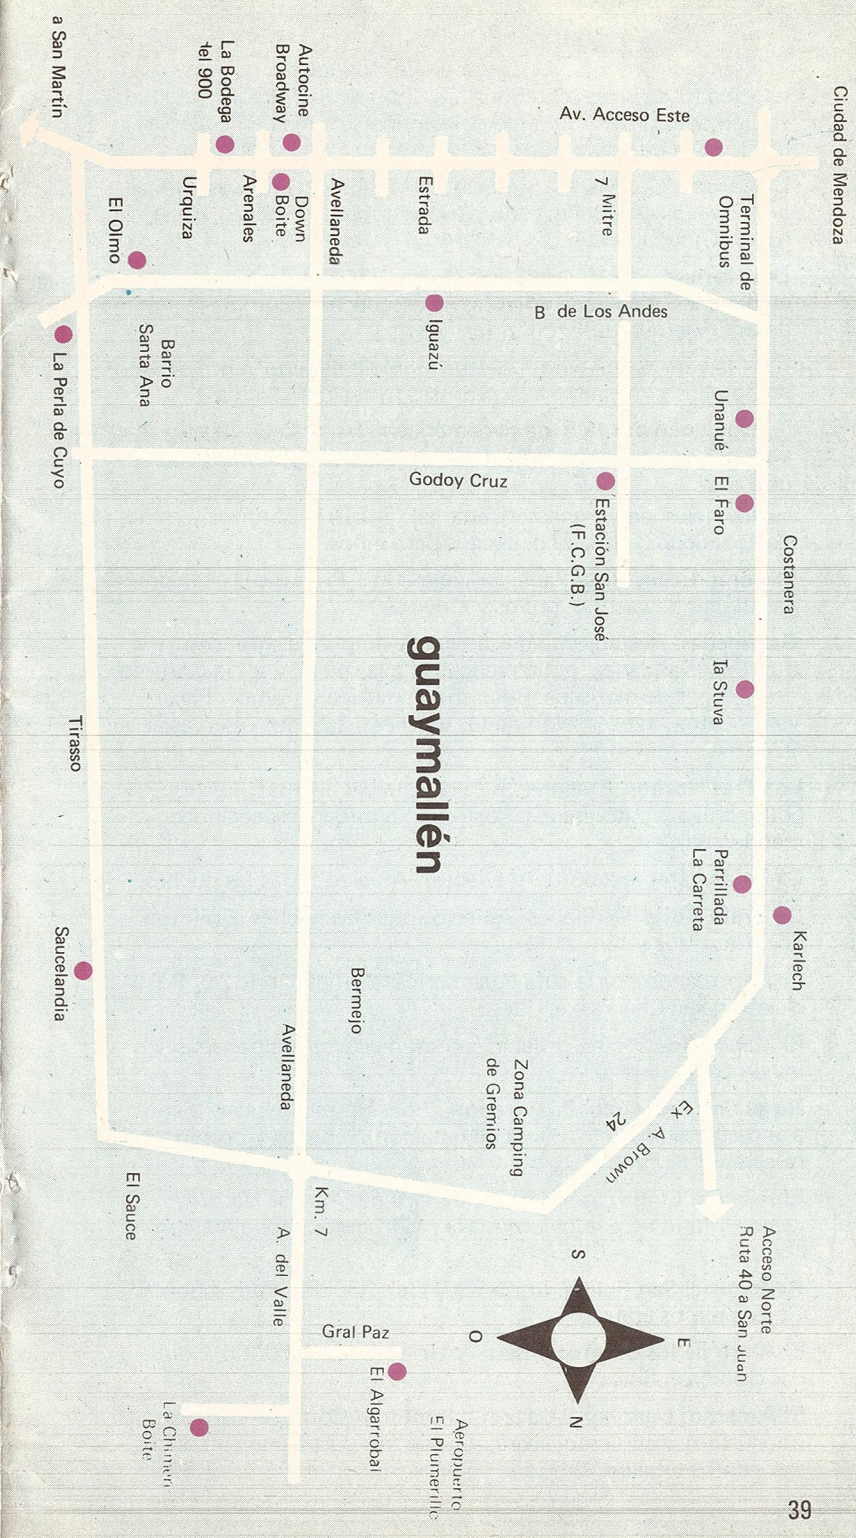 Ciudad de Mendoza
Av. Acceso Este
Autocine
Broadway
La Bodega
del 900
a San Martín
Terminal de
Omnibus
7 Mitre
Estrada
Avellaneda
Down
Boite
Arenales
Urquiza
El Olmo
B de Los Andes
Iguazú
Barrio
Santa Ana
La Perla de Cuyo
Unanué
El Faro
Godoy Cruz
Estación San José
(F.C.G.B.)
Costanera
guaymallén
Ta Stuva
Tirasso
Parrillada
La Carreta
Karlech
Saucelandia
Bermejo
Avellaneda
Zona Camping
de Gremios
24
Ex A. Brown
El Sauce
Km. 7
A. del Valle
Acceso Norte
Ruta 40 a San Juan
S
O
E
N
Gral Paz
El Algarrobal
Aeropuerto
El Plumerillo
La Chimen
Boite
39